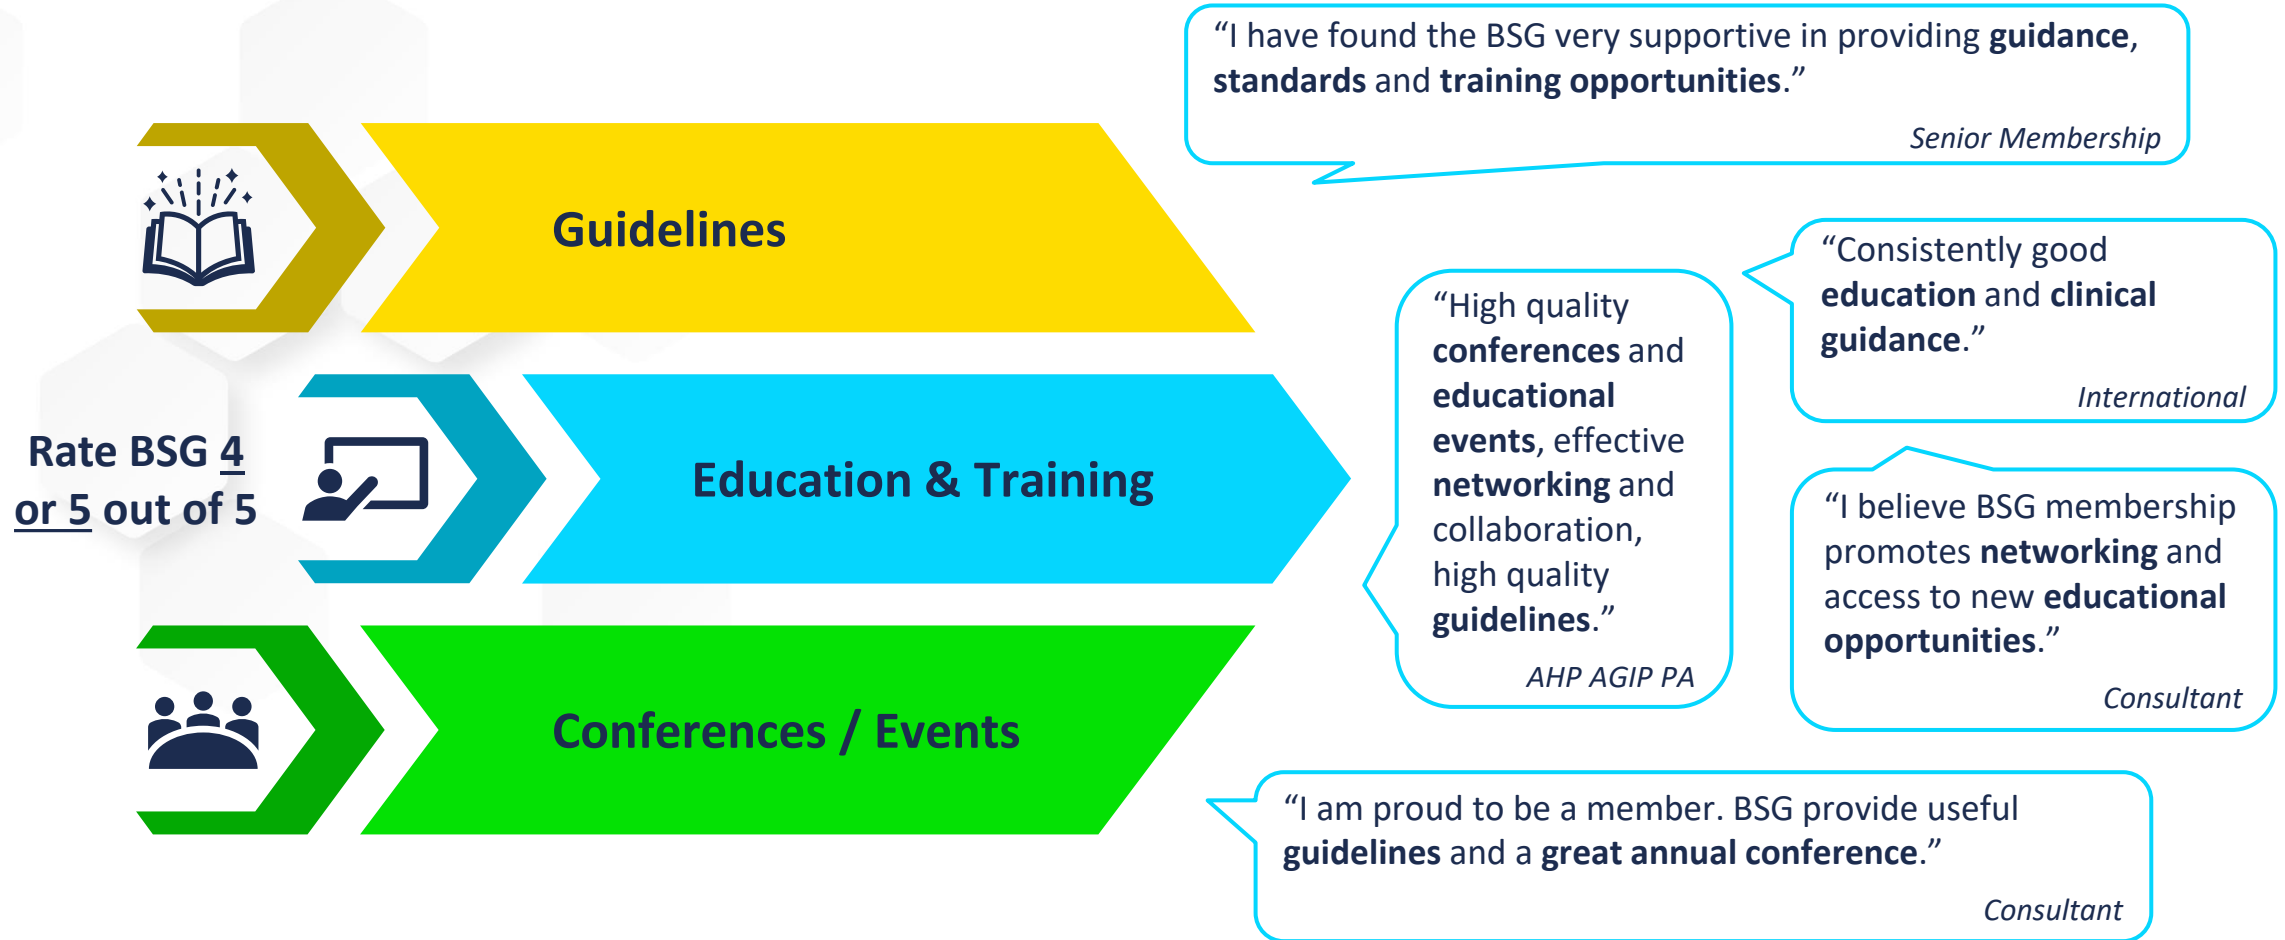 Rate BSG 4
or 5 out of 5
Guidelines
Education & Training
Conferences / Events
“I have found the BSG very supportive in providing guidance,
standards and training opportunities.”
Senior Membership
“High quality
conferences and
educational
events, effective
networking and
collaboration,
high quality
guidelines.”
AHP AGIP PA
“Consistently good
education and clinical
guidance.”
International
“I believe BSG membership
promotes networking and
access to new educational
opportunities.”
Consultant
“I am proud to be a member. BSG provide useful
guidelines and a great annual conference.”
Consultant